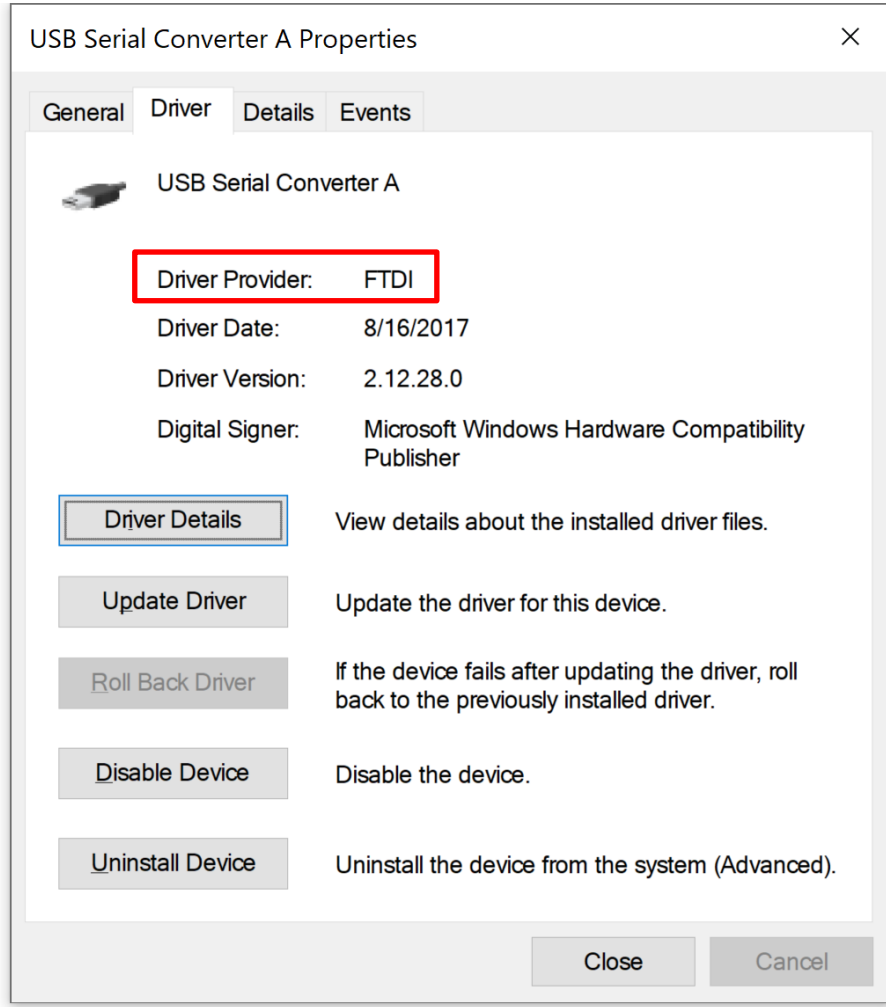 USB Serial Converter A Properties
General Driver Details Events
USB Serial Converter A
Driver Provider: FTDI
Driver Date: 8/16/2017
Driver Version: 2.12.28.0
Digital Signer: Microsoft Windows Hardware Compatibility
Publisher
Driver Details View details about the installed driver files.
Update Driver Update the driver for this device.
Roll Back Driver If the device fails after updating the driver, roll
back to the previously installed driver.
Disable Device Disable the device.
Uninstall Device Uninstall the device from the system (Advanced).
Close Cancel